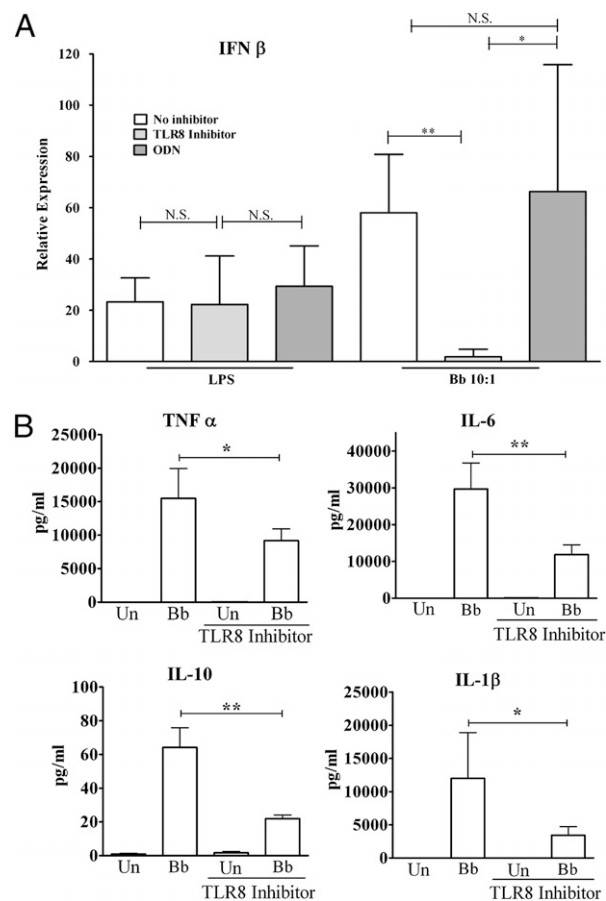 A
IFN β
N.S.
*
**
No inhibitor
TLR8 Inhibitor
ODN
N.S.
N.S.
Relative Expression
120
100
80
60
40
20
0
LPS
Bb 10:1
B
TNF α
*
pg/ml
25000
20000
15000
10000
5000
0
Un
Bb
Un
Bb
TLR8 Inhibitor
IL-6
**
pg/ml
40000
30000
20000
10000
0
Un
Bb
Un
Bb
TLR8 Inhibitor
IL-10
**
pg/ml
100
80
60
40
20
0
Un
Bb
Un
Bb
TLR8 Inhibitor
IL-1β
*
pg/ml
25000
20000
15000
10000
5000
0
Un
Bb
Un
Bb
TLR8 Inhibitor